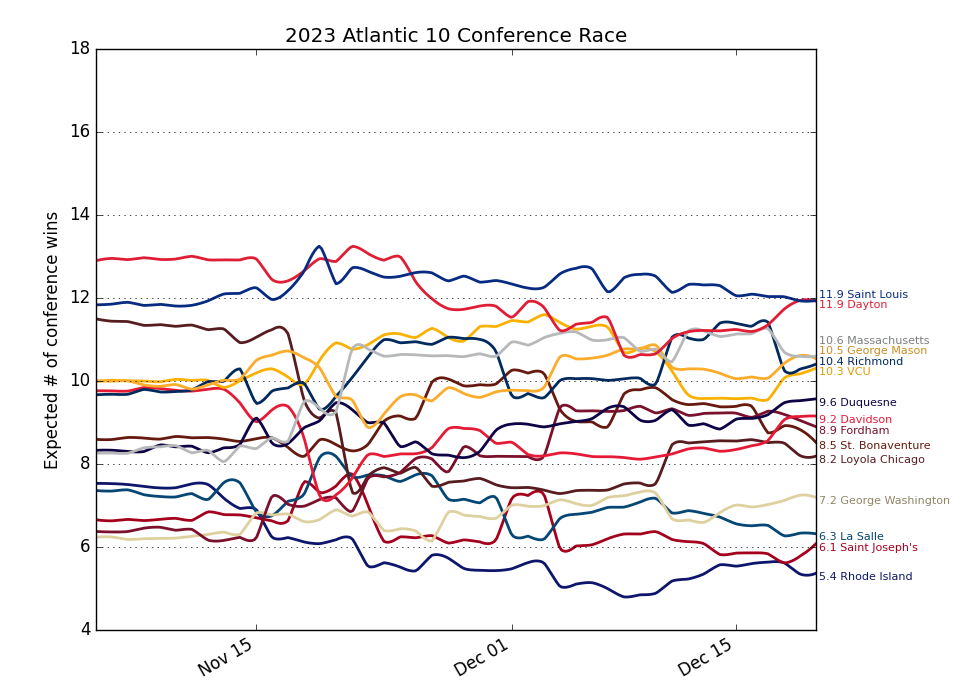 2023 Atlantic 10 Conference Race
Expected # of conference wins
18
16
14
12
10
8
6
4
Nov 15
Dec 01
Dec 15
11.9 Saint Louis
11.9 Dayton
10.6 Massachusetts
10.5 George Mason
10.4 Richmond
10.3 VCU
9.6 Duquesne
9.2 Davidson
8.9 Fordham
8.5 St. Bonaventure
8.2 Loyola Chicago
7.2 George Washington
6.3 La Salle
6.1 Saint Joseph's
5.4 Rhode Island